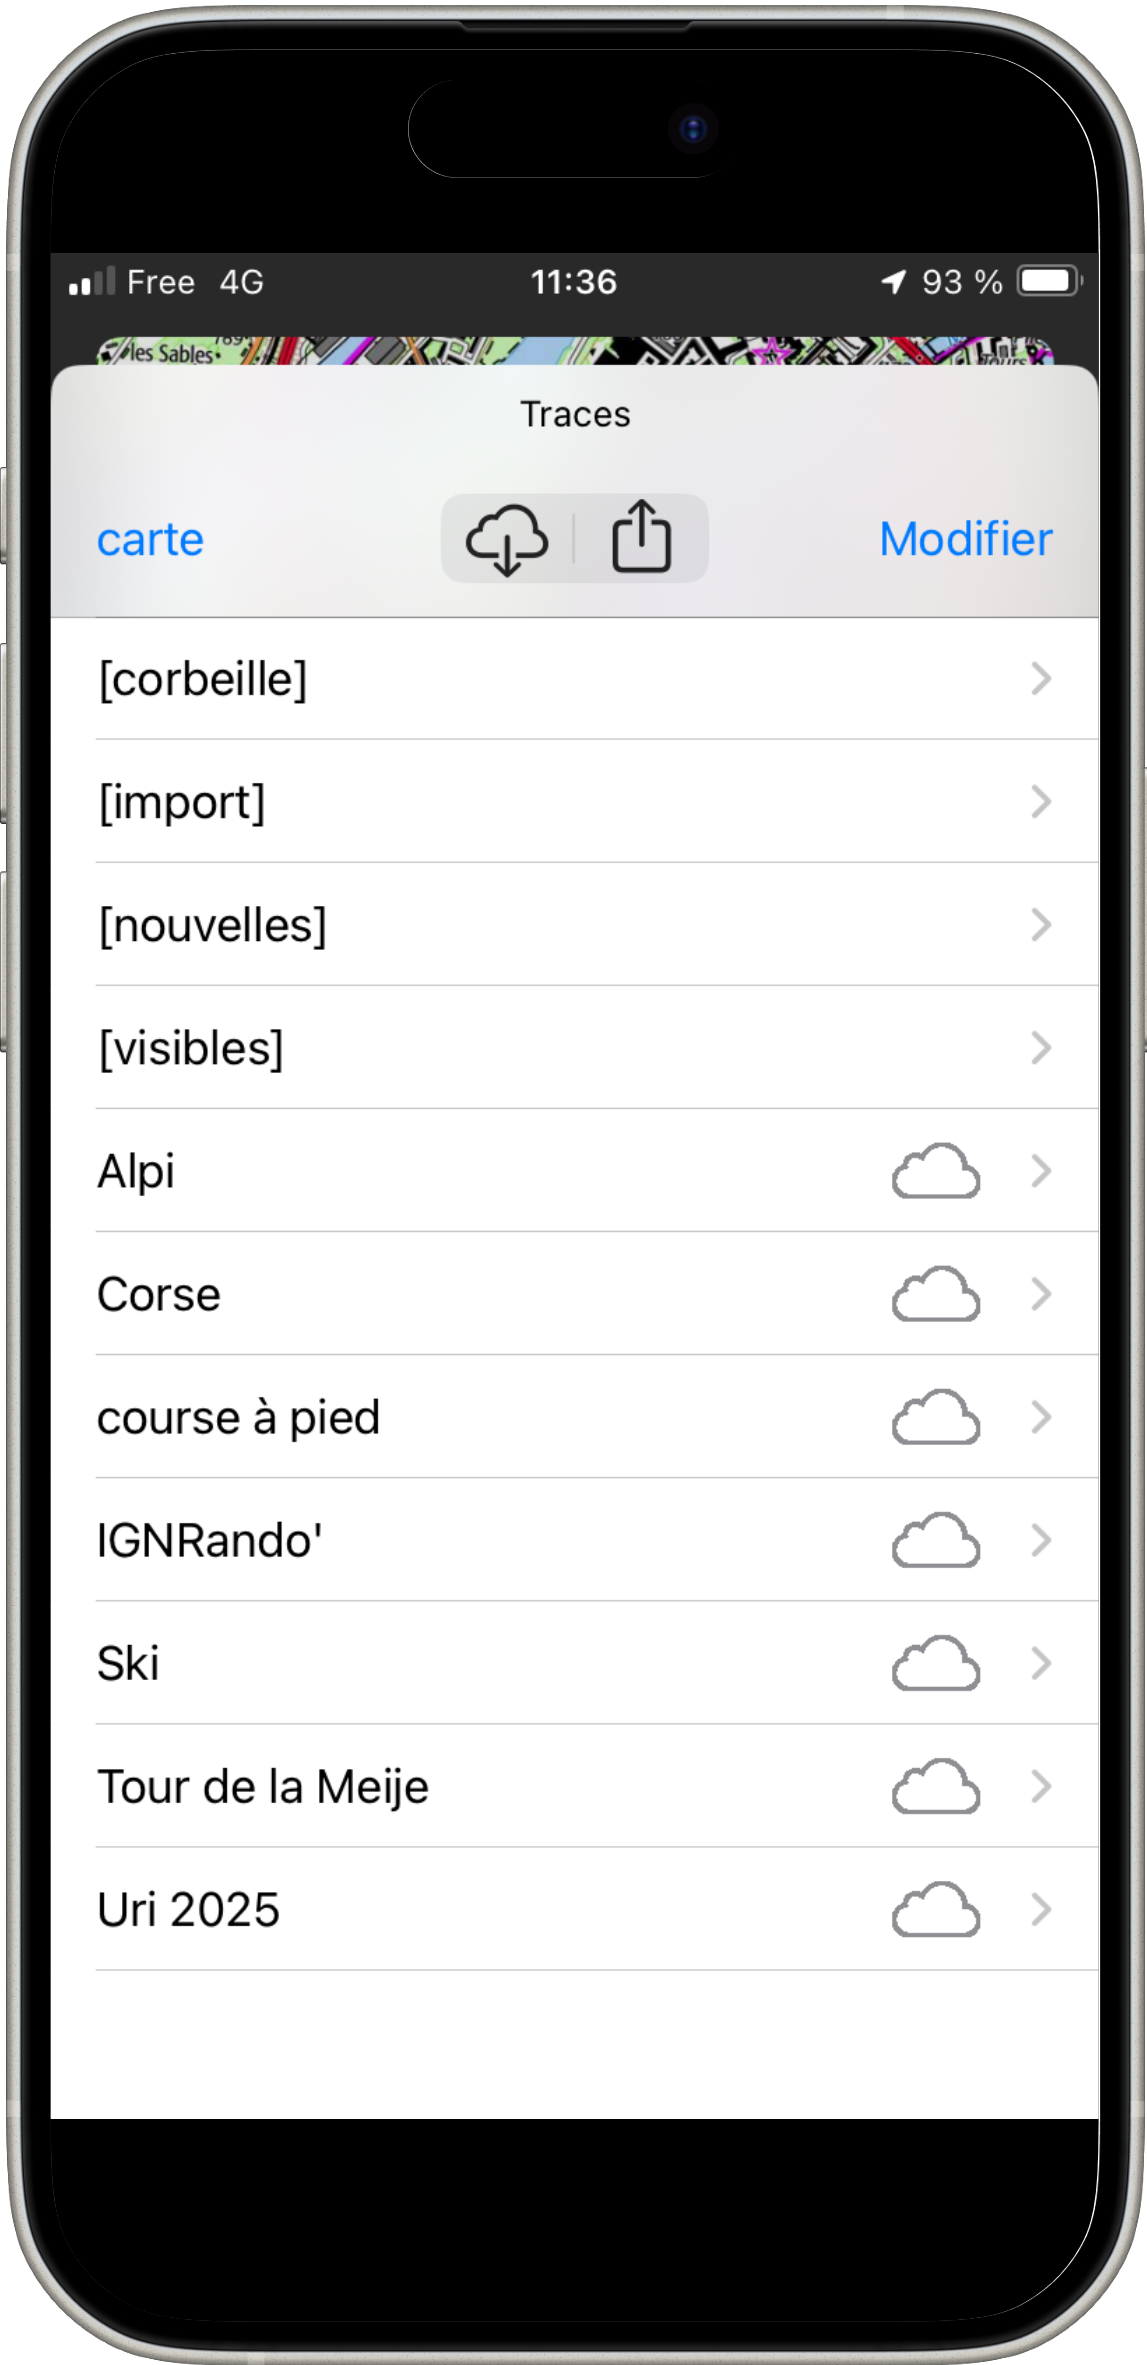 Free 4G 11:36 93 %
les Sables
Traces
carte Modifier
[corbeille]
[import]
[nouvelles]
[visibles]
Alpi
Corse
course à pied
IGNRando'
Ski
Tour de la Meije
Uri 2025